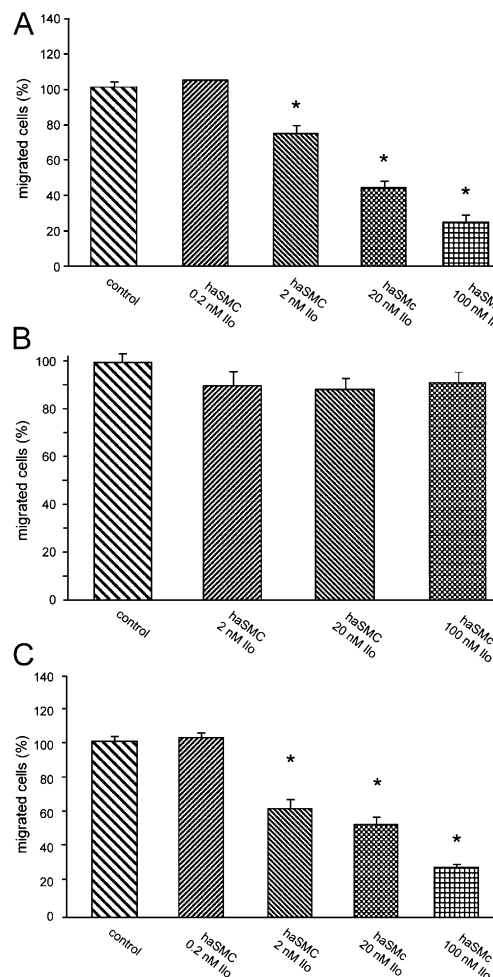 A
migrated cells (%)
140
120
100
80
60
40
20
0
*
*
*
control
haSMC
0.2 nM Ilo
haSMC
2 nM Ilo
haSMc
20 nM Ilo
haSMc
100 nM Ilo
B
migrated cells (%)
100
80
60
40
20
0
control
haSMC
2 nM Ilo
haSMC
20 nM Ilo
haSMc
100 nM Ilo
C
migrated cells (%)
140
120
100
80
60
40
20
0
*
*
*
control
haSMC
0.2 nM Ilo
haSMC
2 nM Ilo
haSMc
20 nM Ilo
haSMc
100 nM Il